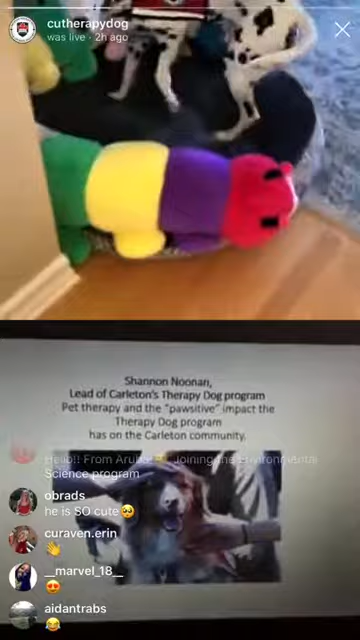 cutherapydog
was live · 2h ago
Shannon Noonan,
Lead of Carleton's Therapy Dog program
Pet therapy and the "pawsitive" impact the
Therapy Dog program
has on the Carleton community.
Hello!! From Aruba Joining the Environmental
Science program
obrads
he is SO cute🥺
curaven.erin
👋
__marvel_18__
😍
aidantrabs
😂